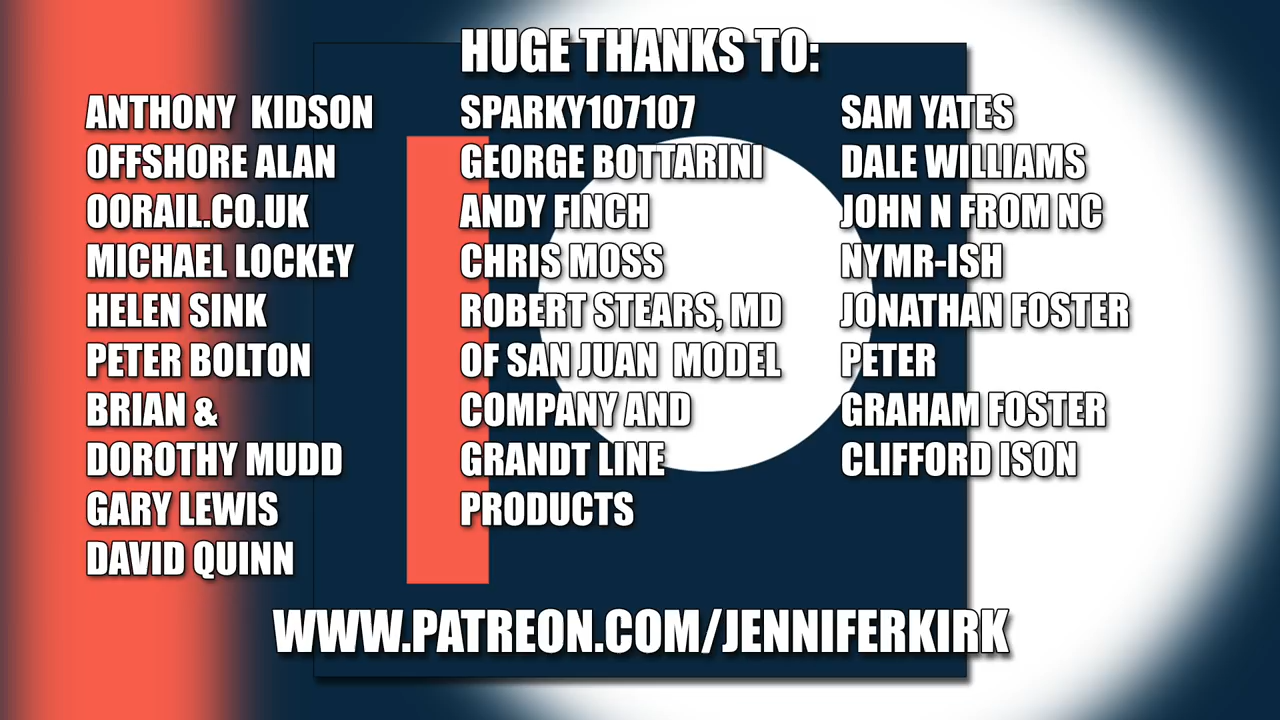 HUGE THANKS TO:
ANTHONY  KIDSON
OFFSHORE ALAN
OORAIL.CO.UK
MICHAEL LOCKEY
HELEN SINK
PETER BOLTON
BRIAN &
DOROTHY MUDD
GARY LEWIS
DAVID QUINN
SPARKY107107
GEORGE BOTTARINI
ANDY FINCH
CHRIS MOSS
ROBERT STEARS, MD
OF SAN JUAN  MODEL
COMPANY AND
GRANDT LINE
PRODUCTS
SAM YATES
DALE WILLIAMS
JOHN N FROM NC
NYMR-ISH
JONATHAN FOSTER
PETER
GRAHAM FOSTER
CLIFFORD ISON
WWW.PATREON.COM/JENNIFERKIRK